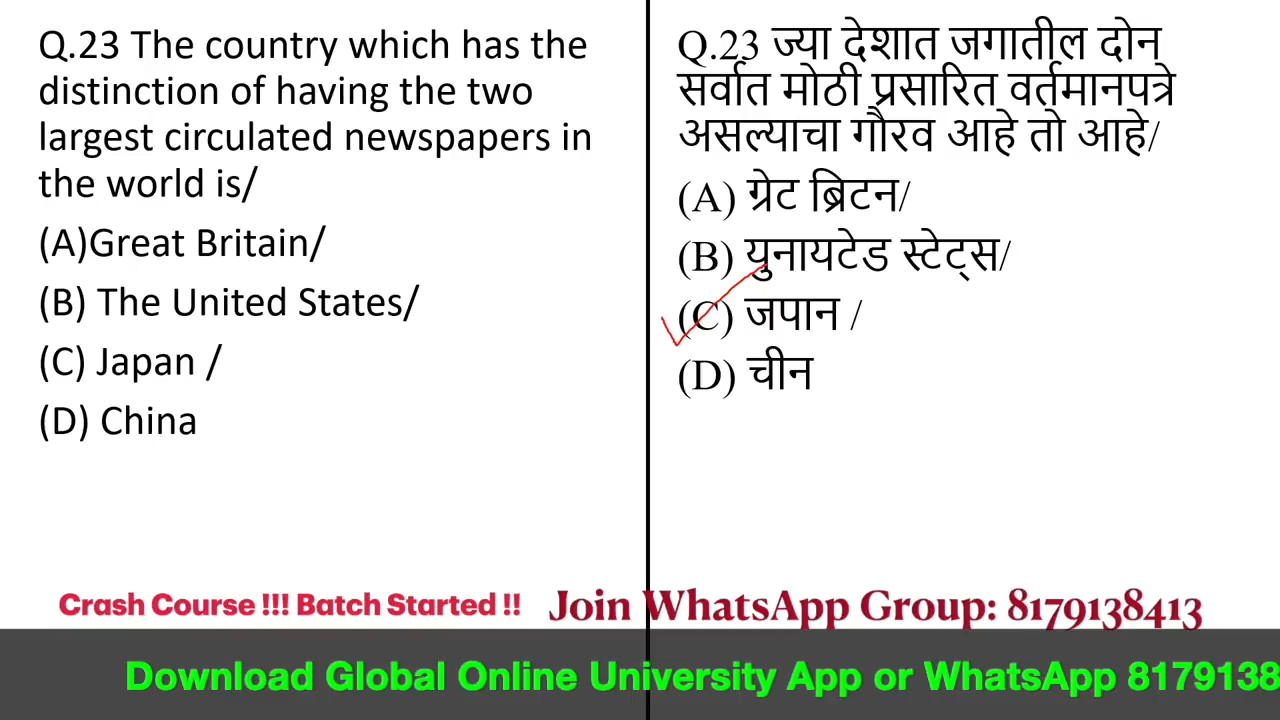 Q.23 The country which has the
distinction of having the two
largest circulated newspapers in
the world is/
(A)Great Britain/
(B) The United States/
(C) Japan /
(D) China
Q.23 ज्या देशात जगातील दोन
सर्वात मोठी प्रसारित वर्तमानपत्रे
असल्याचा गौरव आहे तो आहे/
(A) ग्रेट ब्रिटन/
(B) युनायटेड स्टेट्स/
(C) जपान /
(D) चीन
Crash Course !!! Batch Started !!
Join WhatsApp Group: 8179138413
Download Global Online University App or WhatsApp 8179138